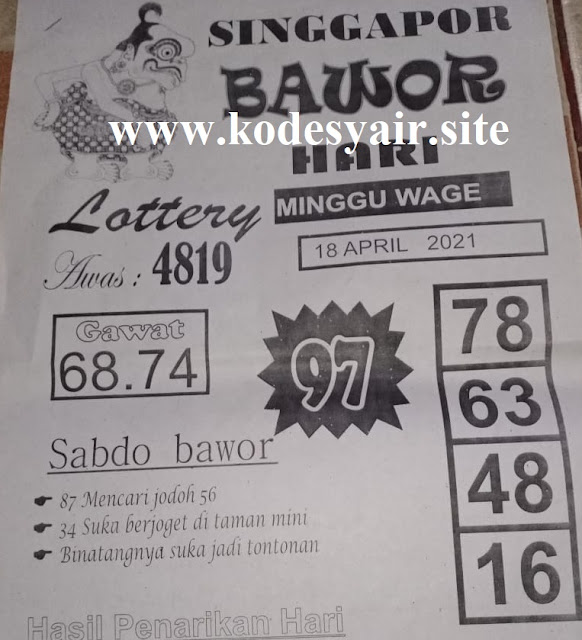 SINGGAPOR
BAWOR
www.kodesyair.site
HARI
Lottery
MINGGU WAGE
18 APRIL 2021
Awas : 4819
Gawat
68.74
97
78
63
48
16
Sabdo bawor
87 Mencari jodoh 56
34 Suka berjoget di taman mini
Binatangnya suka jadi tontonan
Hasil Penarikan Hari